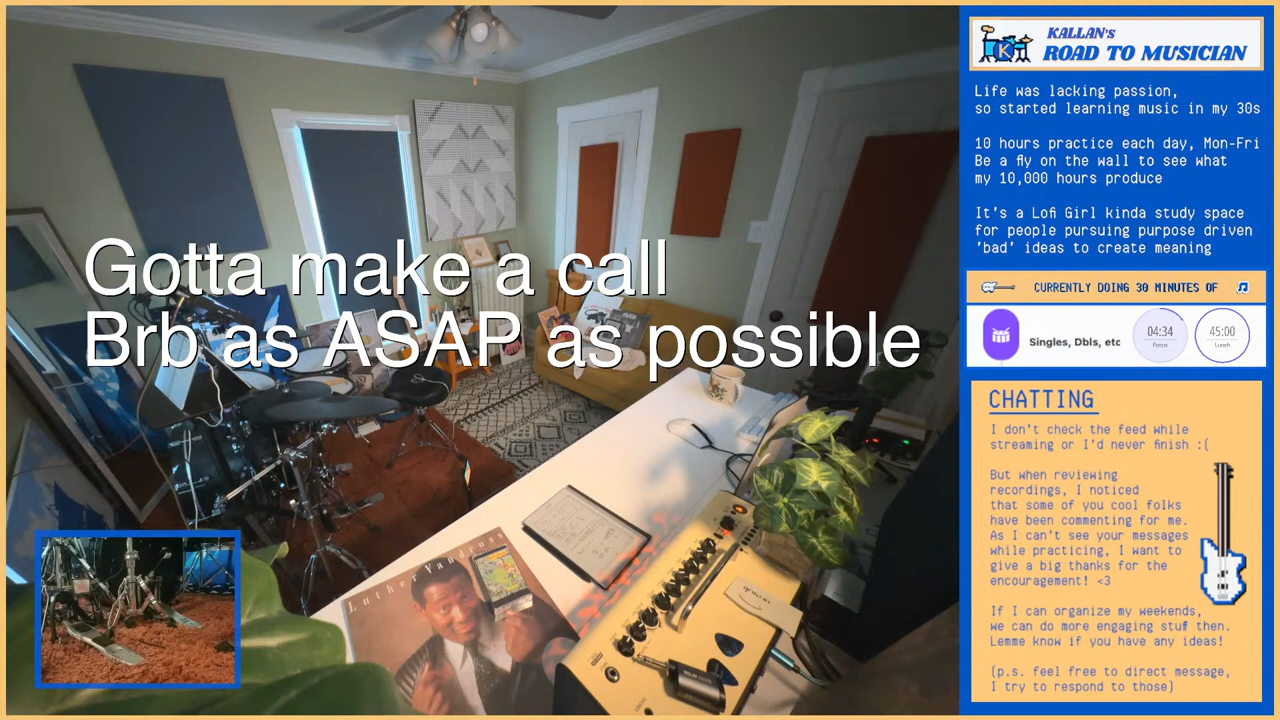 Gotta make a call
Brb as ASAP as possible
Luther Vandross
KALLAN's
ROAD TO MUSICIAN
Life was lacking passion,
so started learning music in my 30s
10 hours practice each day, Mon-Fri
Be a fly on the wall to see what
my 10,000 hours produce
It's a Lofi Girl kinda study space
for people pursuing purpose driven
'bad' ideas to create meaning
CURRENTLY DOING 30 MINUTES OF
Singles, Dbls, etc
04:34
Focus
45:00
Lunch
CHATTING
I don't check the feed while
streaming or I'd never finish :(
But when reviewing
recordings, I noticed
that some of you cool folks
have been commenting for me.
As I can't see your messages
while practicing, I want to
give a big thanks for the
encouragement! <3
If I can organize my weekends,
we can do more engaging stuf then.
Lemme know if you have any ideas!
(p.s. feel free to direct message,
I try to respond to those)